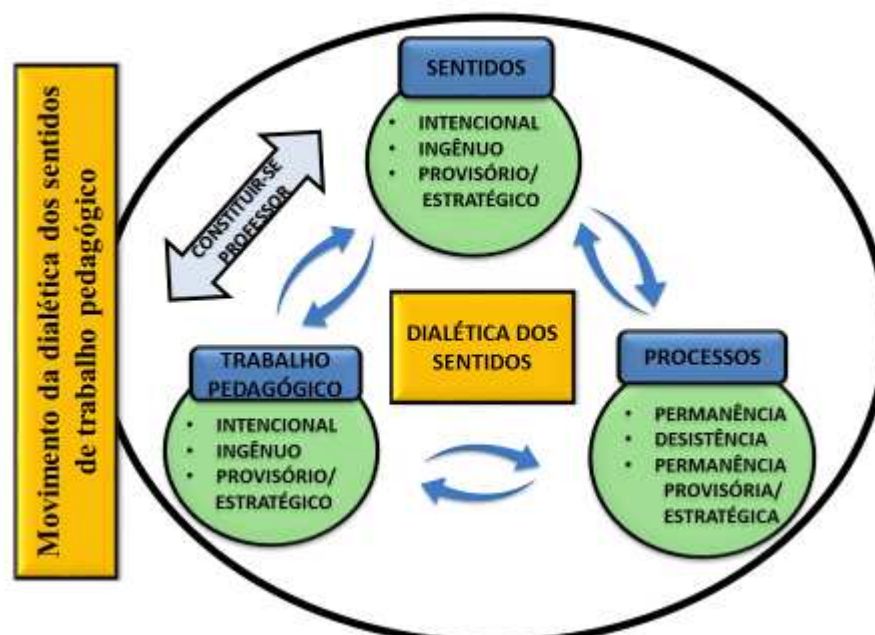 Movimento da dialética dos sentidos
de trabalho pedagógico
SENTIDOS
• INTENCIONAL
• INGÊNUO
• PROVISÓRIO/
ESTRATÉGICO
CONSTITUIR-SE
PROFESSOR
DIALÉTICA DOS
SENTIDOS
TRABALHO
PEDAGÓGICO
• INTENCIONAL
• INGÊNUO
• PROVISÓRIO/
ESTRATÉGICO
PROCESSOS
• PERMANÊNCIA
• DESISTÊNCIA
• PERMANÊNCIA
PROVISÓRIA/
ESTRATÉGICA